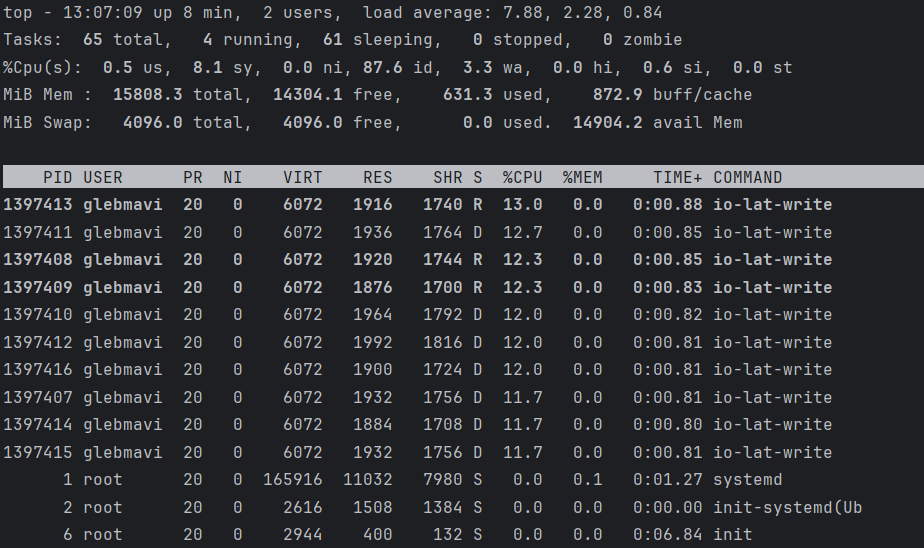 top - 13:07:09 up 8 min,  2 users,  load average: 7.88, 2.28, 0.84
Tasks:  65 total,   4 running,  61 sleeping,   0 stopped,   0 zombie
%Cpu(s):  0.5 us,  8.1 sy,  0.0 ni, 87.6 id,  3.3 wa,  0.0 hi,  0.6 si,  0.0 st
MiB Mem :  15808.3 total,  14304.1 free,    631.3 used,    872.9 buff/cache
MiB Swap:   4096.0 total,   4096.0 free,      0.0 used.  14904.2 avail Mem
    PID USER      PR  NI    VIRT    RES    SHR S  %CPU  %MEM     TIME+ COMMAND
1397413 glebmavi  20   0    6072   1916   1740 R  13.0   0.0   0:00.88 io-lat-write
1397411 glebmavi  20   0    6072   1936   1764 D  12.7   0.0   0:00.85 io-lat-write
1397408 glebmavi  20   0    6072   1920   1744 R  12.3   0.0   0:00.85 io-lat-write
1397409 glebmavi  20   0    6072   1876   1700 R  12.3   0.0   0:00.83 io-lat-write
1397410 glebmavi  20   0    6072   1964   1792 D  12.0   0.0   0:00.82 io-lat-write
1397412 glebmavi  20   0    6072   1992   1816 D  12.0   0.0   0:00.81 io-lat-write
1397416 glebmavi  20   0    6072   1900   1724 D  12.0   0.0   0:00.81 io-lat-write
1397407 glebmavi  20   0    6072   1932   1756 D  11.7   0.0   0:00.81 io-lat-write
1397414 glebmavi  20   0    6072   1884   1708 D  11.7   0.0   0:00.80 io-lat-write
1397415 glebmavi  20   0    6072   1932   1756 D  11.7   0.0   0:00.81 io-lat-write
      1 root      20   0  165916  11032   7980 S   0.0   0.1   0:01.27 systemd
      2 root      20   0    2616   1508   1384 S   0.0   0.0   0:00.00 init-systemd(Ub
      6 root      20   0    2944    400    132 S   0.0   0.0   0:06.84 init